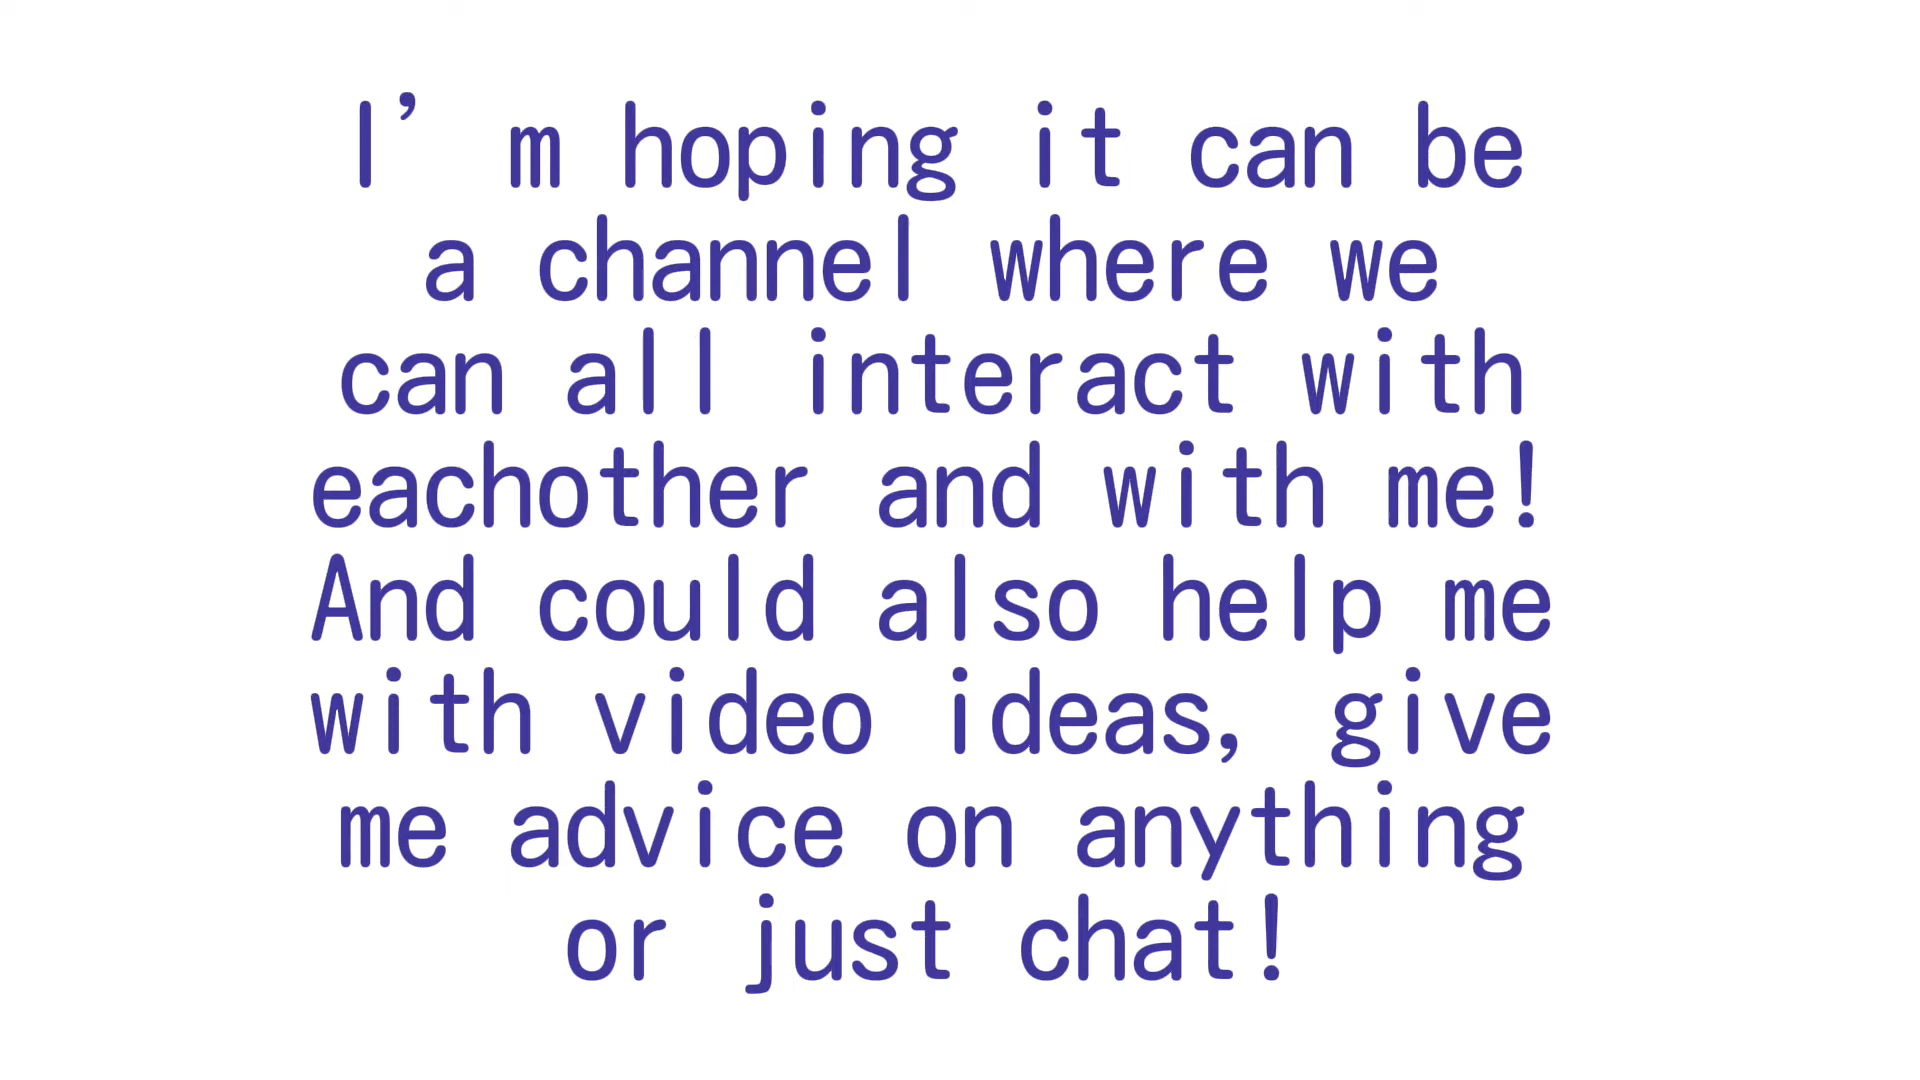 I’m hoping it can be
a channel where we
can all interact with
eachother and with me!
And could also help me
with video ideas, give
me advice on anything
or just chat!